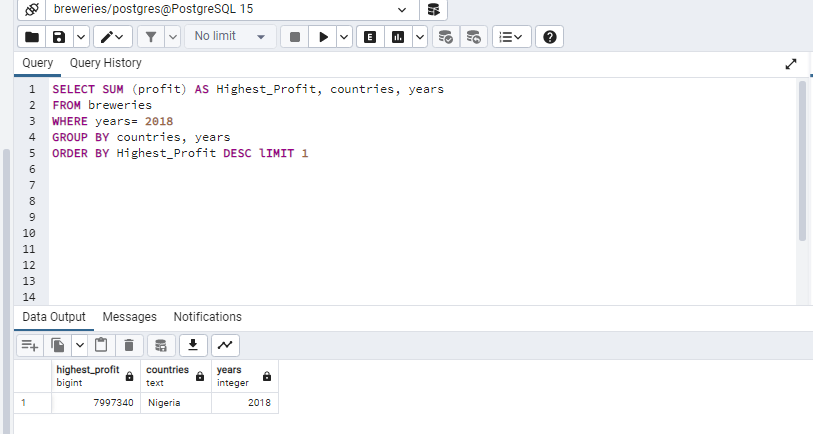 breweries/postgres@PostgreSQL 15
No limit
E
Query Query History
1 SELECT SUM (profit) AS Highest_Profit, countries, years
2 FROM breweries
3 WHERE years= 2018
4 GROUP BY countries, years
5 ORDER BY Highest_Profit DESC lIMIT 1
6
7
8
9
10
11
12
13
14
Data Output Messages Notifications
highest_profit countries years
bigint text integer
1 7997340 Nigeria 2018